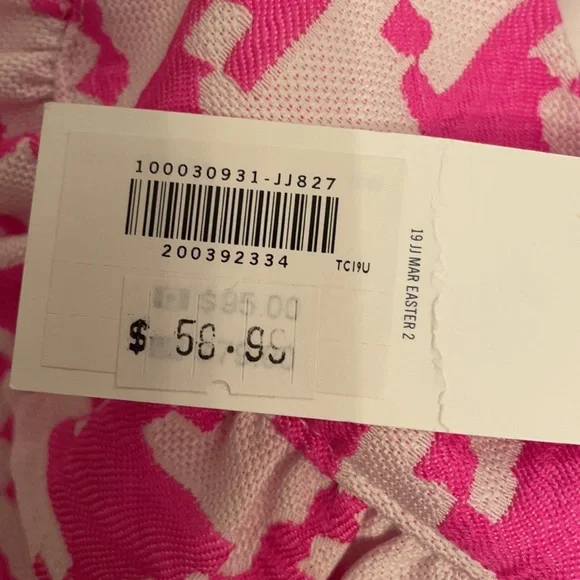 100030931-JJ827
200392334
TC19U
$95.00
$ 58.99
19 JJ MAR EASTER 2